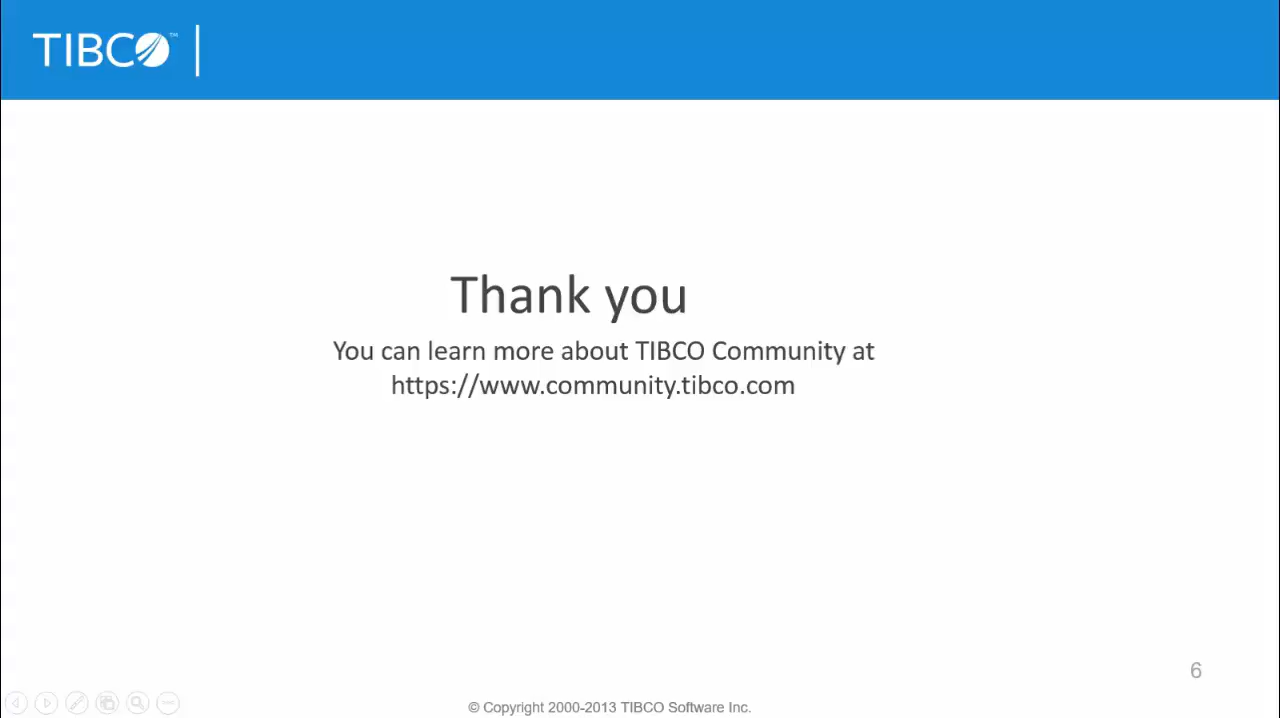 TIBCO™
Thank you
You can learn more about TIBCO Community at
https://www.community.tibco.com
6
© Copyright 2000-2013 TIBCO Software Inc.